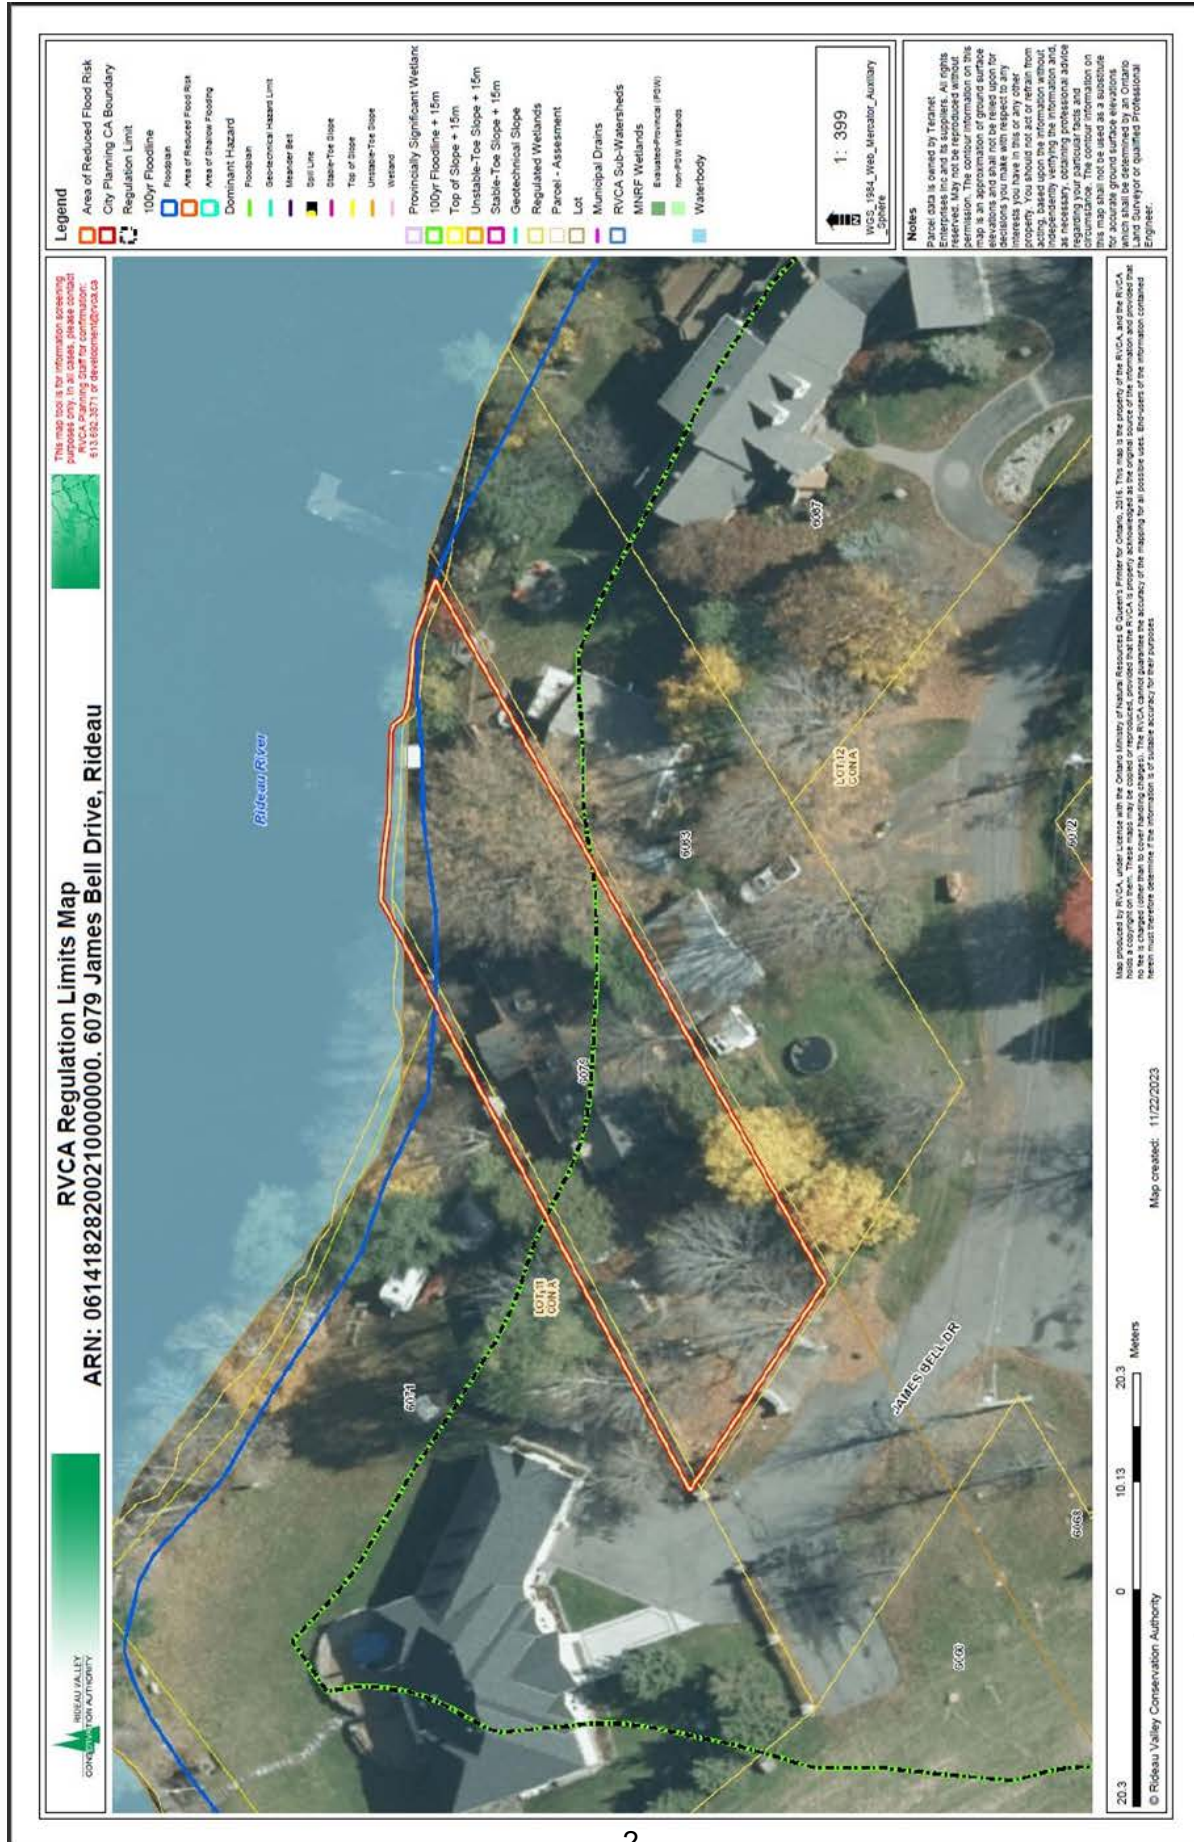 RVCA Regulation Limits Map
ARN: 06141828200210000000. 6079 James Bell Drive, Rideau
RIDEAU VALLEY
CONSERVATION AUTHORITY
This map tool is for information screening
purposes only. In all cases, please contact
RVCA Planning Staff for confirmation:
613.692.3571 or development@rvca.ca
Legend
Area of Reduced Flood Risk
City Planning CA Boundary
Regulation Limit
100yr Floodline
Floodplain
Area of Reduced Flood Risk
Area of Shallow Flooding
Dominant Hazard
Floodplain
Geotechnical Hazard Limit
Meander Belt
Spill Line
Stable-Toe Slope
Top of Slope
Unstable-Toe Slope
Wetland
Provincially Significant Wetland
100yr Floodline + 15m
Top of Slope + 15m
Unstable-Toe Slope + 15m
Stable-Toe Slope + 15m
Geotechnical Slope
Regulated Wetlands
Parcel - Assesment
Lot
Municipal Drains
RVCA Sub-Watersheds
MNRF Wetlands
Evaluated-Provincial (PSW)
non-PSW Wetlands
Waterbody
1: 399
N
WGS_1984_Web_Mercator_Auxiliary
_Sphere
Notes
Parcel data is owned by Teranet
Enterprises Inc and its suppliers. All rights
reserved. May not be reproduced without
permission. The contour information on this
map is an approximation of ground surface
elevations and shall not be relied upon for
decisions you make with respect to any
interests you have in this or any other
property. You should not act or refrain from
acting, based upon the information without
independently verifying the information and,
as necessary, obtaining professional advice
regarding your particular facts and
circumstance. The contour information on
this map shall not be used as a substitute
for accurate ground surface elevations
which shall be determined by an Ontario
Land Surveyor or qualified Professional
Engineer.
Rideau River
6071
LOT 11
CON A
6083
6067
LOT 12
CON A
6072
JAMES BELL DR
20.3
0
10.13
20.3
Meters
© Rideau Valley Conservation Authority
Map created: 11/22/2023
Map produced by RVCA, under License with the Ontario Ministry of Natural Resources © Queen's Printer for Ontario, 2016. This map is the property of the RVCA, and the RVCA
holds a copyright on them. These maps may be copied or reproduced, provided that the RVCA is properly acknowledged as the original source of the information and provided that
no fee is charged (other than to cover handling charges). The RVCA cannot guarantee the accuracy of the mapping for all possible uses. End-users of the information contained
herein must therefore determine if the information is of suitable accuracy for their purposes
2